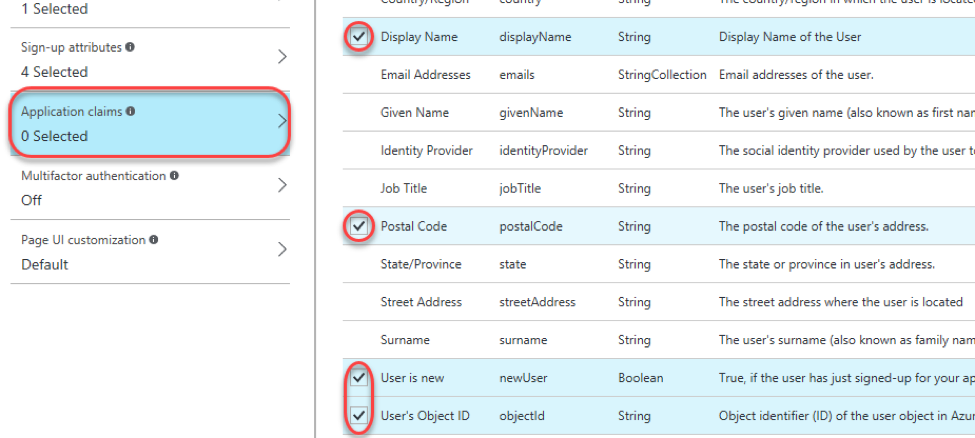 1 Selected
Sign-up attributes
4 Selected
Application claims
0 Selected
Multifactor authentication
Off
Page UI customization
Default
Country/Region country String The country/region in which the user is located
Display Name displayName String Display Name of the User
Email Addresses emails StringCollection Email addresses of the user.
Given Name givenName String The user's given name (also known as first nam
Identity Provider identityProvider String The social identity provider used by the user to
Job Title jobTitle String The user's job title.
Postal Code postalCode String The postal code of the user's address.
State/Province state String The state or province in user's address.
Street Address streetAddress String The street address where the user is located
Surname surname String The user's surname (also known as family nam
User is new newUser Boolean True, if the user has just signed-up for your ap
User's Object ID objectId String Object identifier (ID) of the user object in Azur